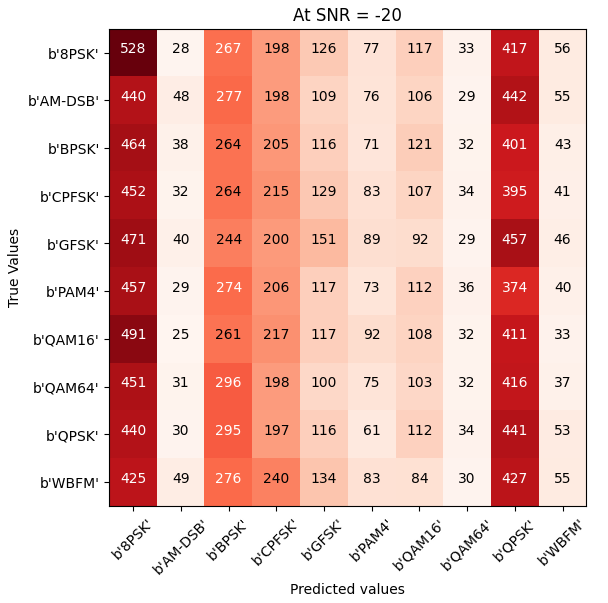 At SNR = -20
True Values
b'8PSK' 528 28 267 198 126 77 117 33 417 56
b'AM-DSB' 440 48 277 198 109 76 106 29 442 55
b'BPSK' 464 38 264 205 116 71 121 32 401 43
b'CPFSK' 452 32 264 215 129 83 107 34 395 41
b'GFSK' 471 40 244 200 151 89 92 29 457 46
b'PAM4' 457 29 274 206 117 73 112 36 374 40
b'QAM16' 491 25 261 217 117 92 108 32 411 33
b'QAM64' 451 31 296 198 100 75 103 32 416 37
b'QPSK' 440 30 295 197 116 61 112 34 441 53
b'WBFM' 425 49 276 240 134 83 84 30 427 55
b'8PSK' b'AM-DSB' b'BPSK' b'CPFSK' b'GFSK' b'PAM4' b'QAM16' b'QAM64' b'QPSK' b'WBFM'
Predicted values